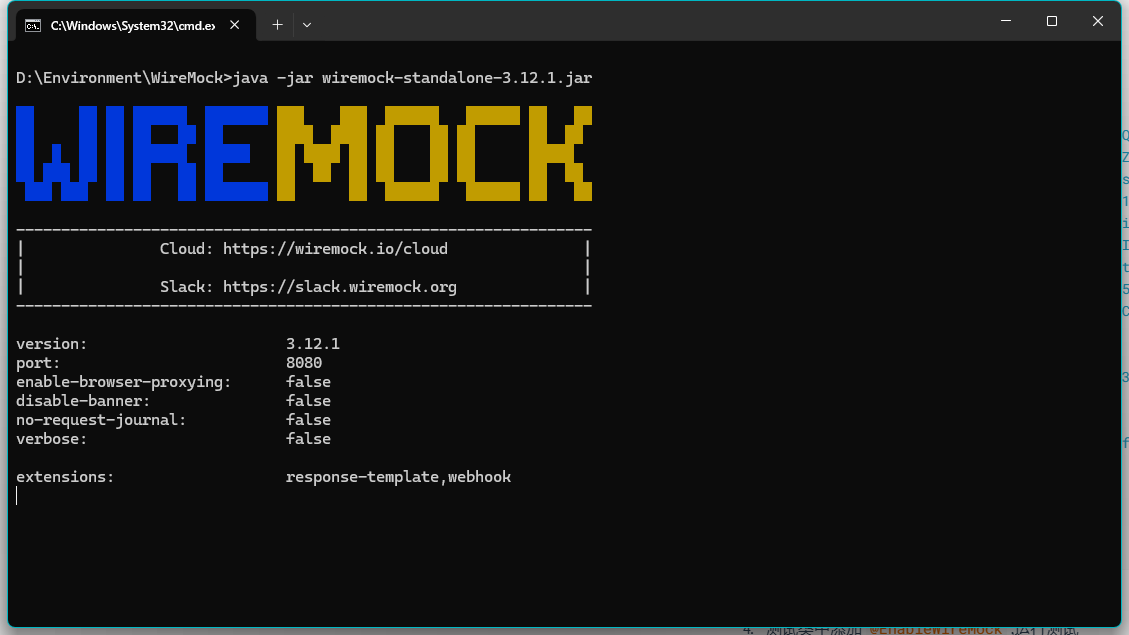 C:\Windows\System32\cmd.ex
D:\Environment\WireMock>java -jar wiremock-standalone-3.12.1.jar
WIREMOCK
----------------------------------------------------------------
| Cloud: https://wiremock.io/cloud |
| |
| Slack: https://slack.wiremock.org |
----------------------------------------------------------------
version: 3.12.1
port: 8080
enable-browser-proxying: false
disable-banner: false
no-request-journal: false
verbose: false
extensions: response-template,webhook